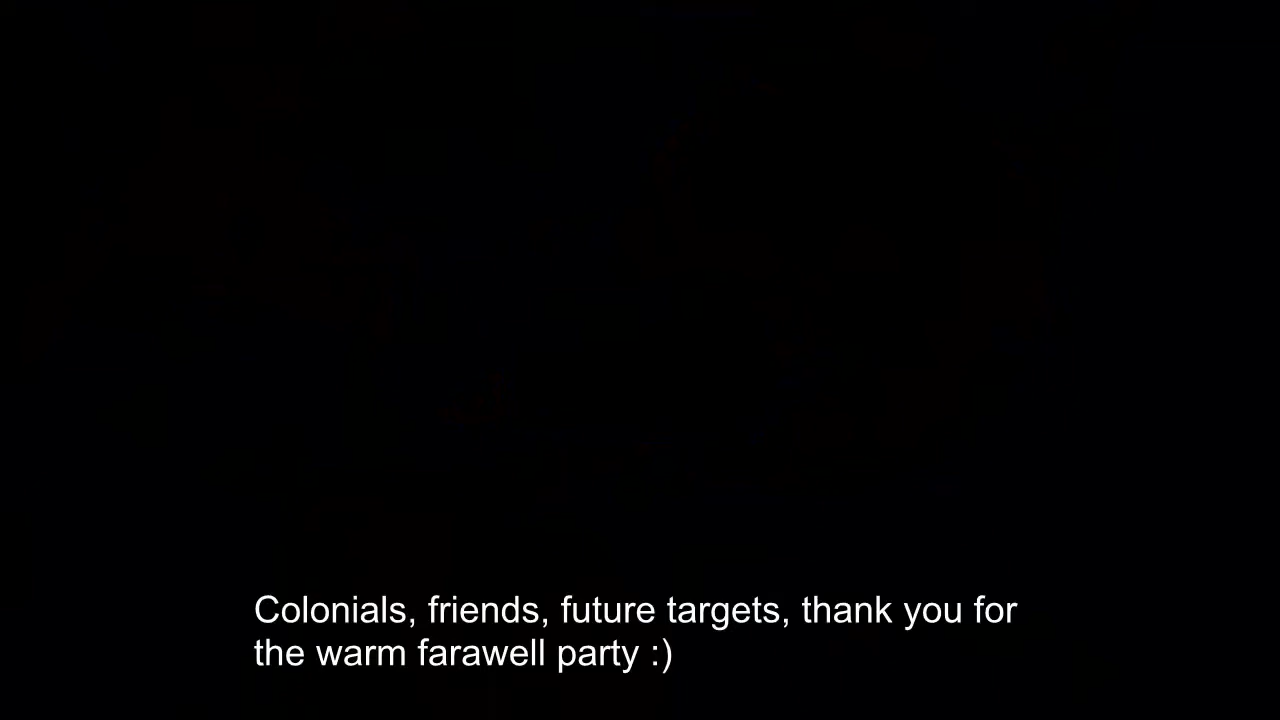 Colonials, friends, future targets, thank you for
the warm farawell party :)